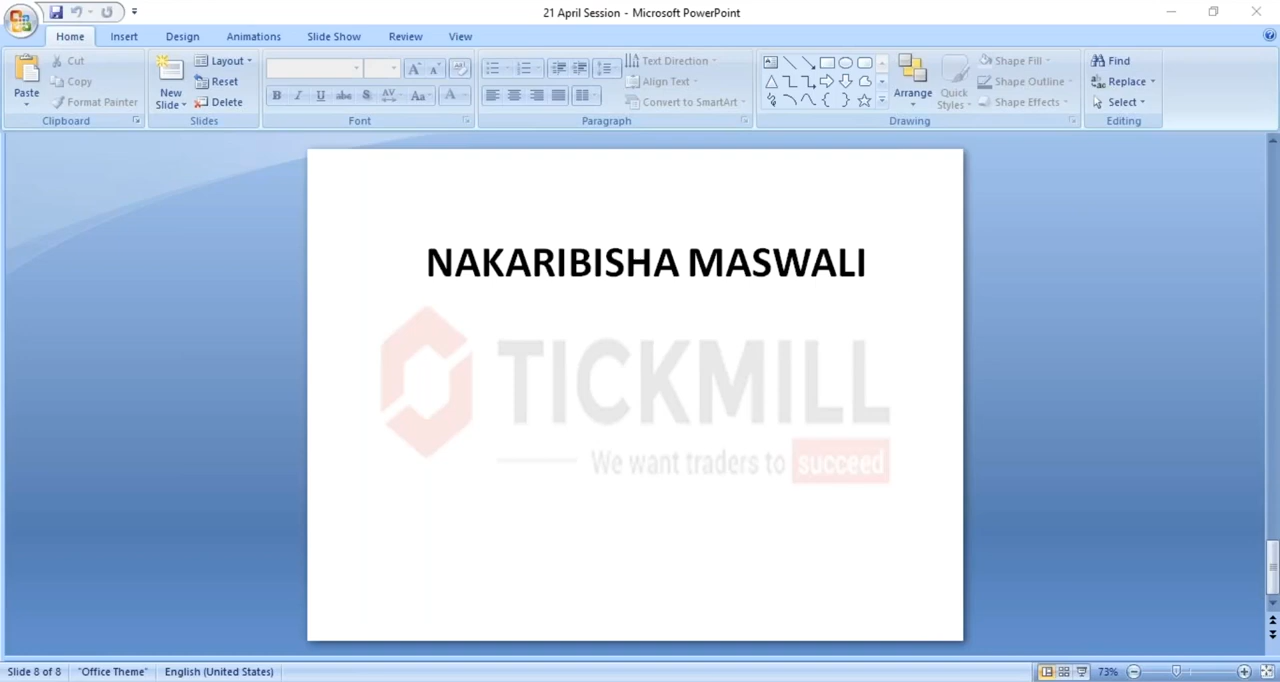 21 April Session - Microsoft PowerPoint
Home Insert Design Animations Slide Show Review View
Paste
Cut
Copy
Format Painter
Clipboard
New Slide
Layout
Reset
Delete
Slides
B I U abc S AV Aa A
Font
Text Direction
Align Text
Convert to SmartArt
Paragraph
Arrange
Quick Styles
Shape Fill
Shape Outline
Shape Effects
Drawing
Find
Replace
Select
Editing
NAKARIBISHA MASWALI
TICKMILL
We want traders to succeed
Slide 8 of 8 "Office Theme" English (United States) 73%